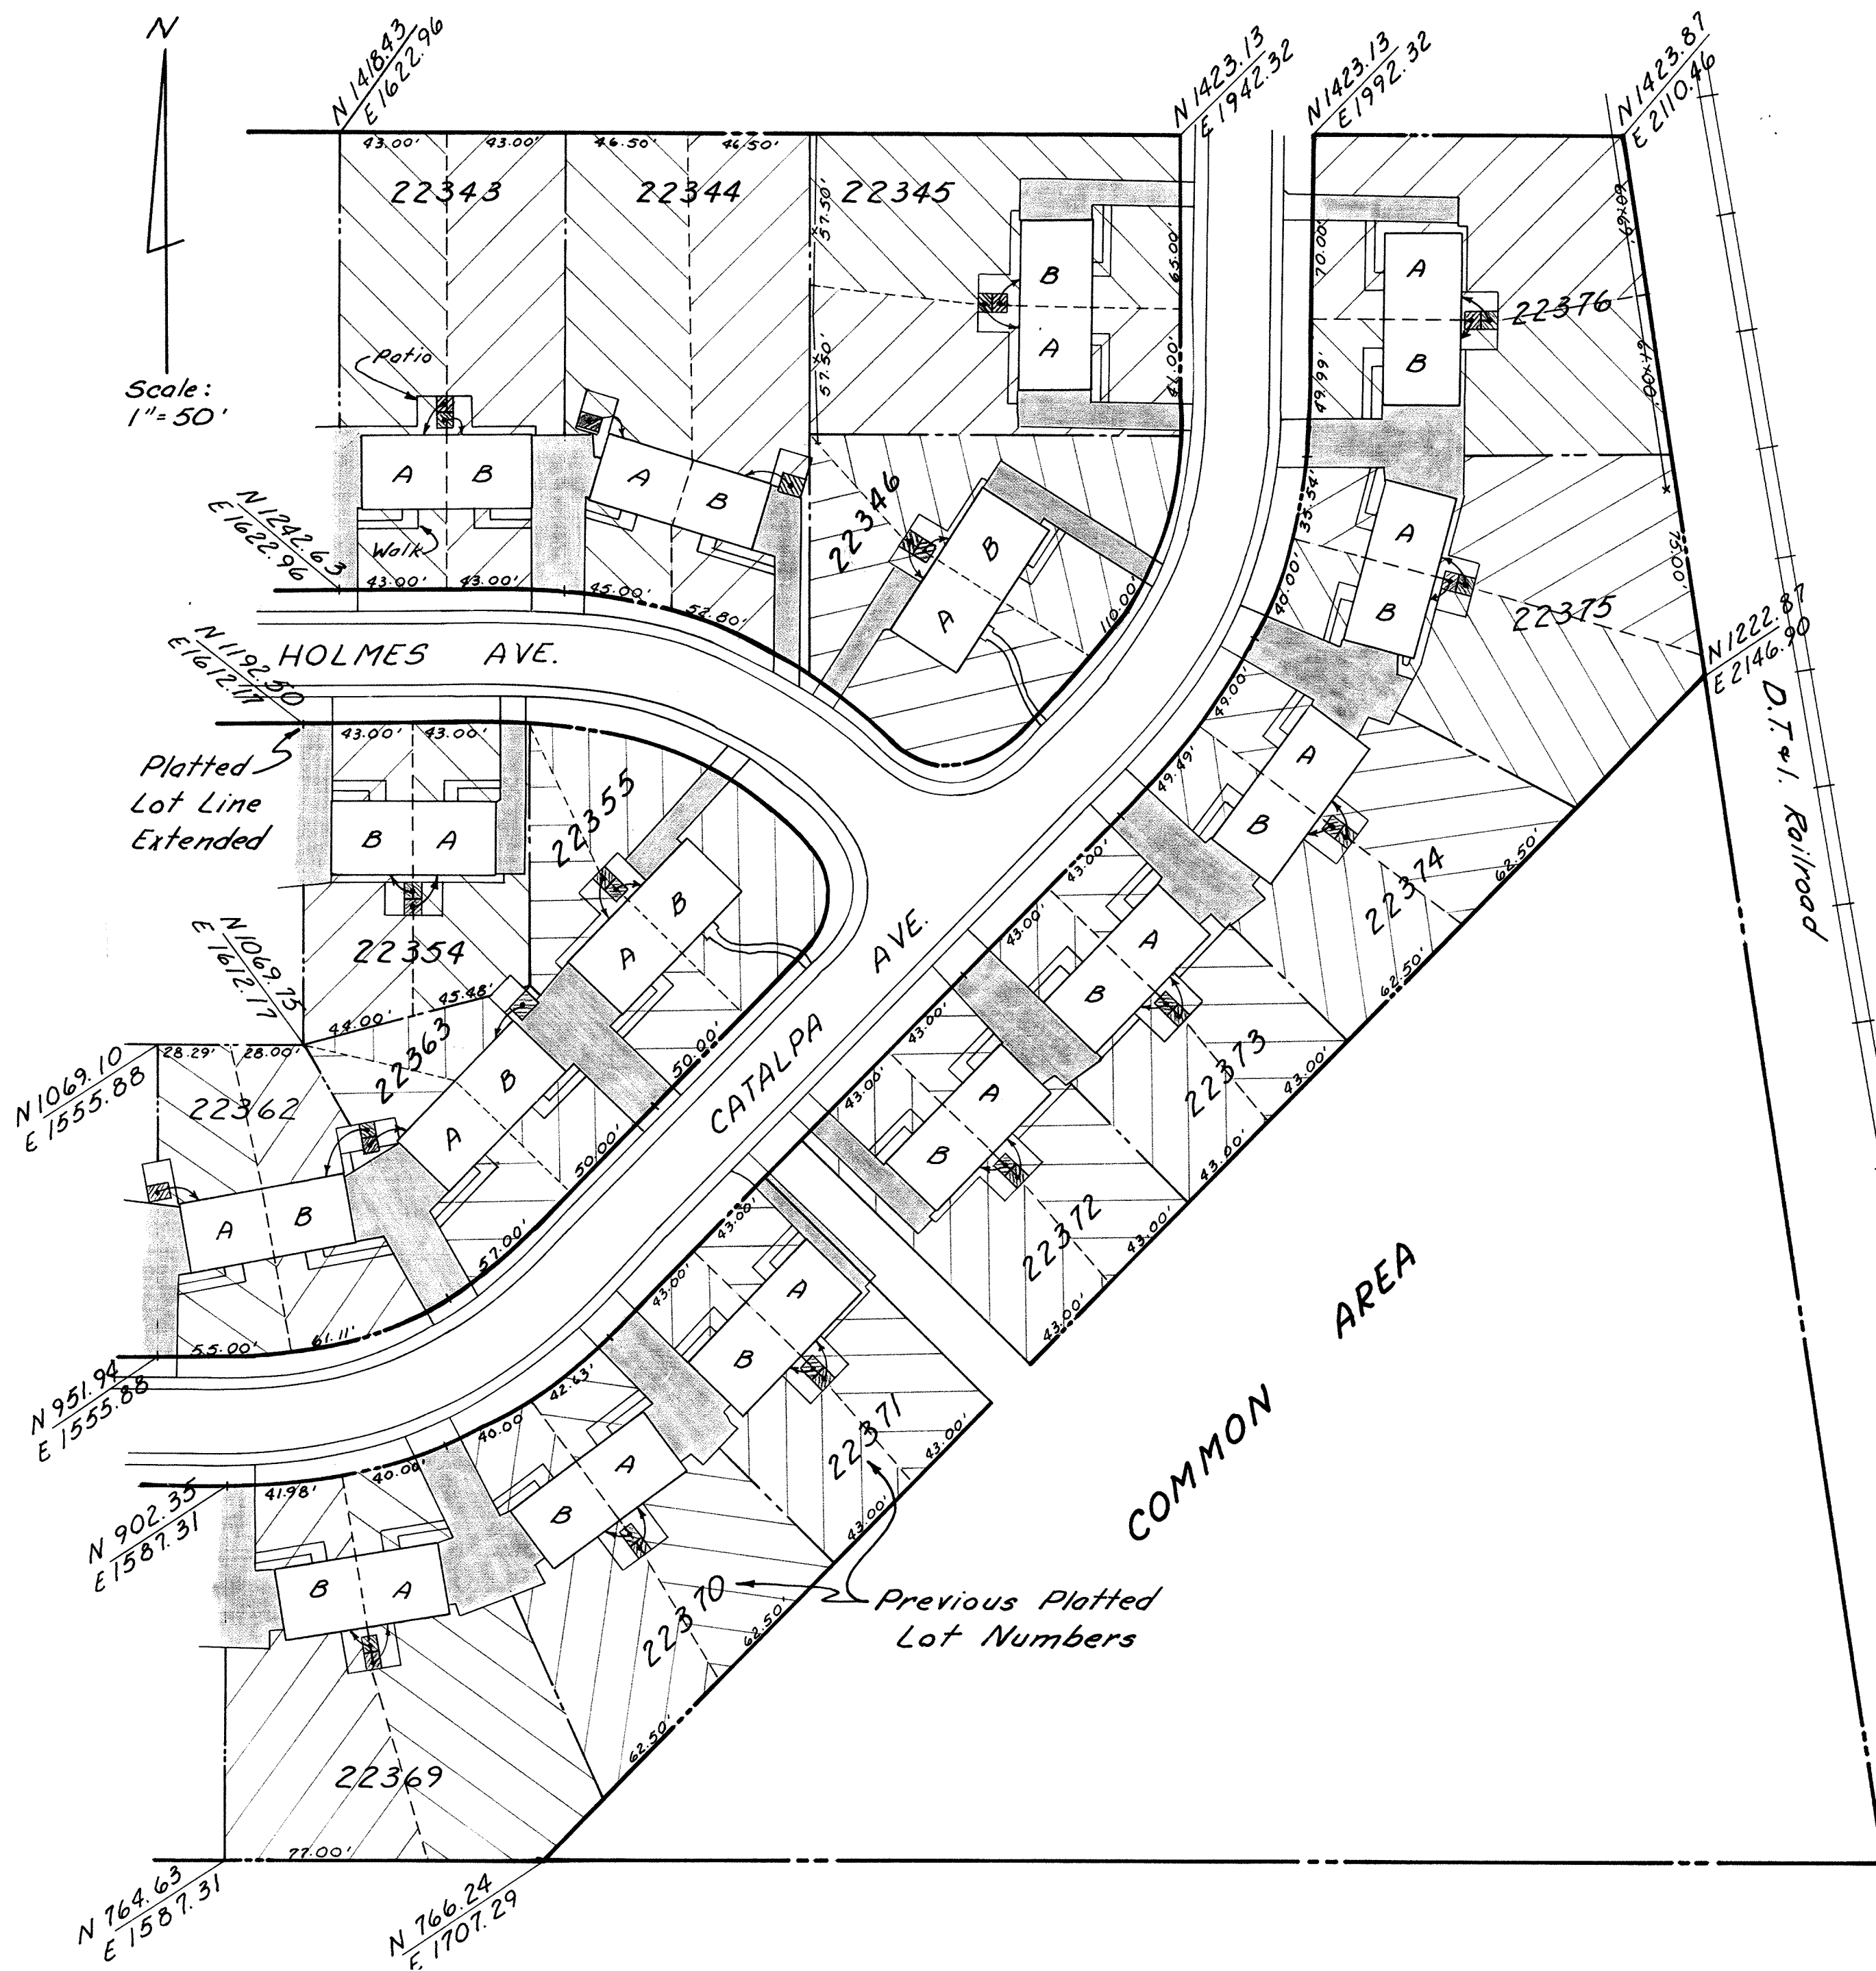 N
Scale:
1"=50'
N 1418.43
E 1622.96
N 1423.13
E 1942.32
N 1423.13
E 1992.32
N 1423.87
E 2110.46
43.00'
43.00'
46.50'
46.50'
22343
22344
22345
57.50'
57.50'
65.00'
41.00'
70.00'
49.99'
B
A
A
B
22376
Patio
A
B
A
B
Walk
N 1242.63
E 1622.96
43.00'
43.00'
45.00'
52.80'
22346
B
A
110.00'
35.54'
40.00'
A
B
22375
75.00'
N 1222.87
E 2146.90
D.T. & I. Railroad
HOLMES AVE.
N 1192.50
E 1612.17
Platted
Lot Line
Extended
43.00'
43.00'
B
A
22355
B
A
22354
49.00'
49.49'
A
B
22374
62.50'
62.50'
N 1069.75
E 1612.17
44.00'
45.48'
22363
B
A
50.00'
50.00'
57.00'
CATALPA AVE.
43.00'
43.00'
A
B
22373
43.00'
43.00'
43.00'
43.00'
A
B
22372
43.00'
43.00'
N 1069.10
E 1555.88
28.29'
28.00'
22362
A
B
55.00'
61.11'
N 951.94
E 1555.88
43.00'
43.00'
A
B
22371
43.00'
43.00'
COMMON AREA
42.63'
40.09
A
B
22370
62.50'
62.50'
Previous Platted
Lot Numbers
N 902.35
E 1587.31
41.98'
40.00'
B
A
22369
77.00'
N 764.63
E 1587.31
N 766.24
E 1707.29